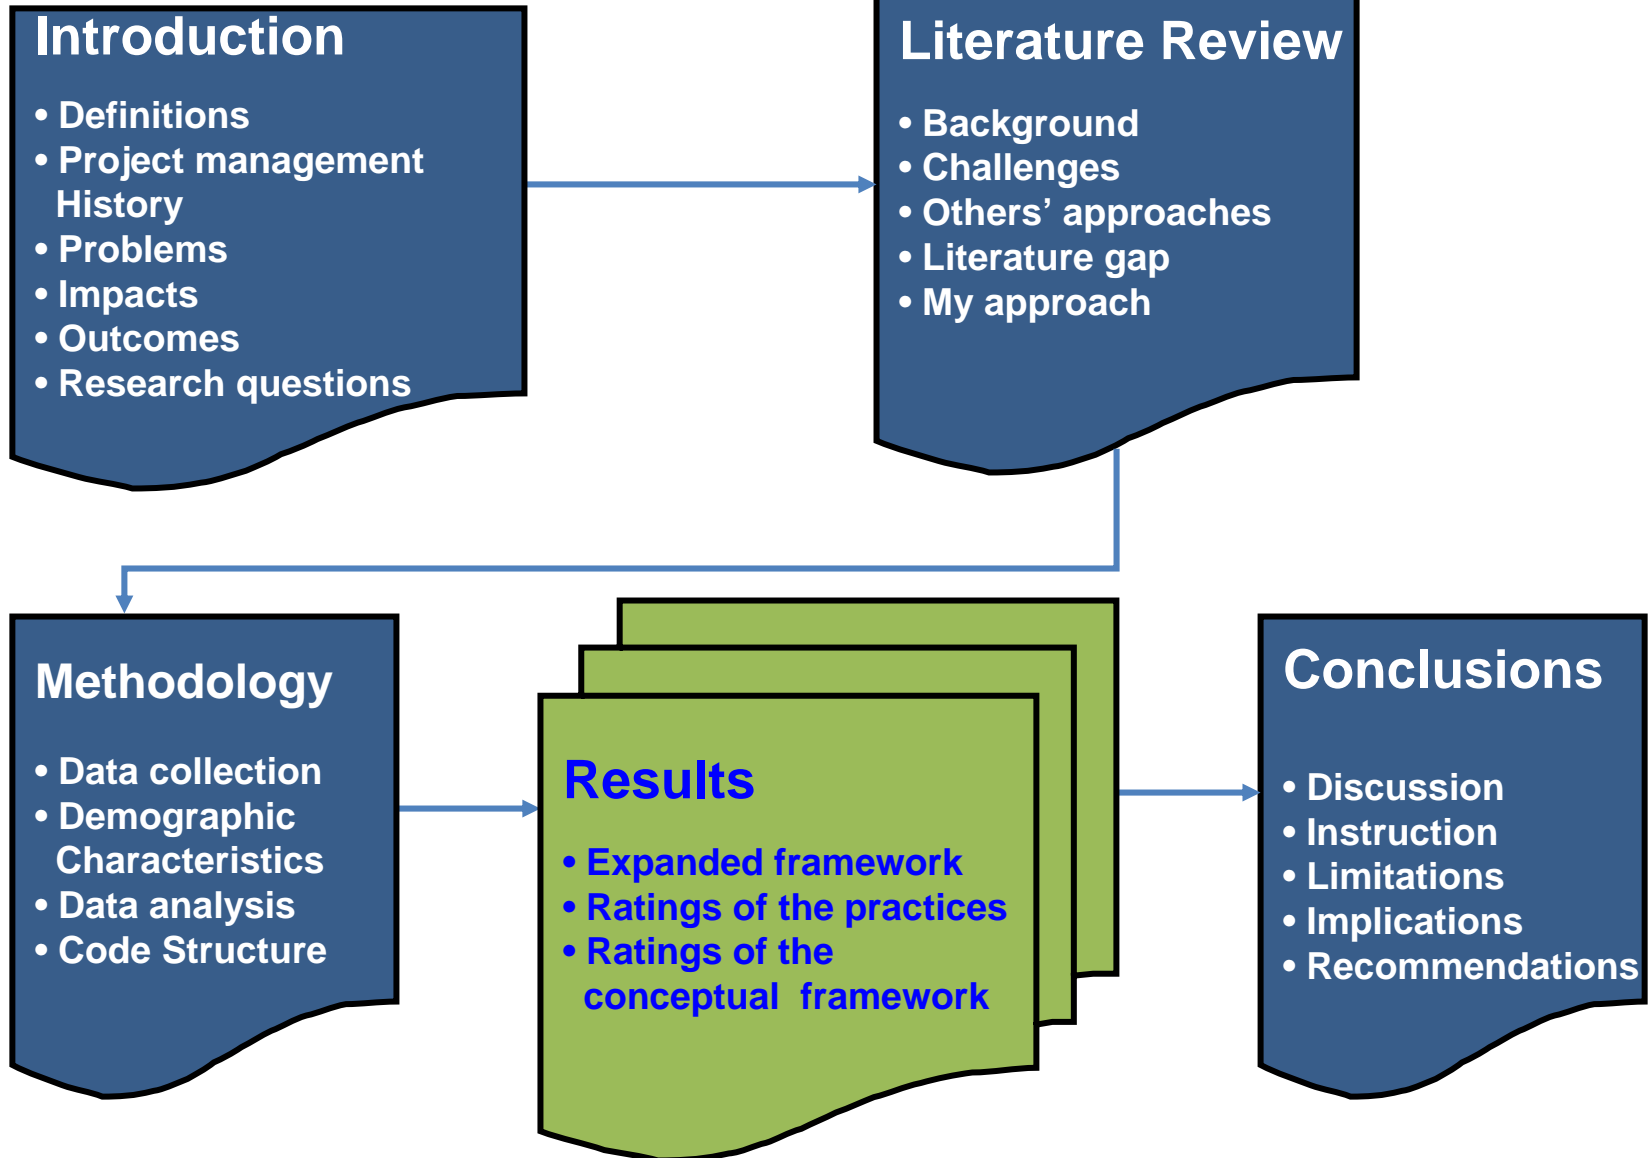 Introduction
• Definitions
• Project management
History
• Problems
• Impacts
• Outcomes
• Research questions
Literature Review
• Background
• Challenges
• Others’ approaches
• Literature gap
• My approach
Methodology
• Data collection
• Demographic
Characteristics
• Data analysis
• Code Structure
Results
• Expanded framework
• Ratings of the practices
• Ratings of the
conceptual framework
Conclusions
• Discussion
• Instruction
• Limitations
• Implications
• Recommendations